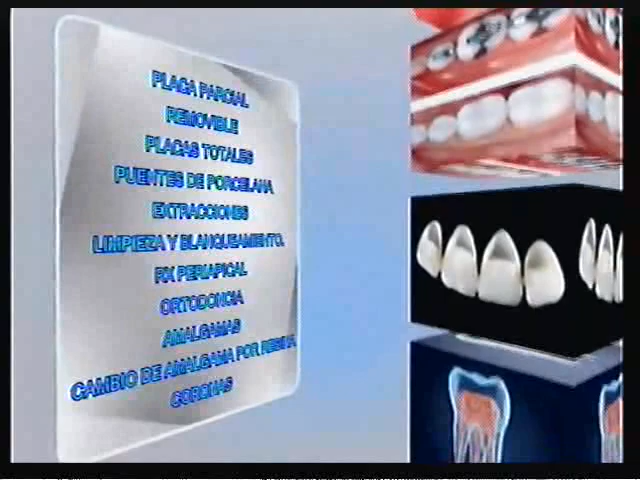 PLACA PARCIAL
REMOVIBLE
PLACAS TOTALES
PUENTES DE PORCELANA
EXTRACCIONES
LIMPIEZA Y BLANQUEAMIENTO.
RX PERIAPICAL
ORTODONCIA
AMALGAMAS
CAMBIO DE AMALGAMA POR RESINA
CORONAS